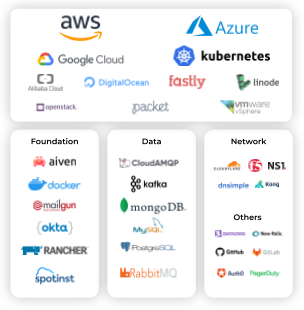 aws
Azure
Google Cloud
kubernetes
Alibaba Cloud
DigitalOcean
fastly
linode
openstack.
packet
vmware
vSphere
Foundation
aiven
docker
@mailgun
{okta}
RANCHER
spotinst
Data
CloudAMQP
kafka
mongoDB.
MySQL
PostgreSQL
RabbitMQ
Network
CLOUDFLARE
NS1.
dnsimple
Kong
Others
DATADOG
New Relic.
GitHub
GitLab
Auth0
PagerDuty